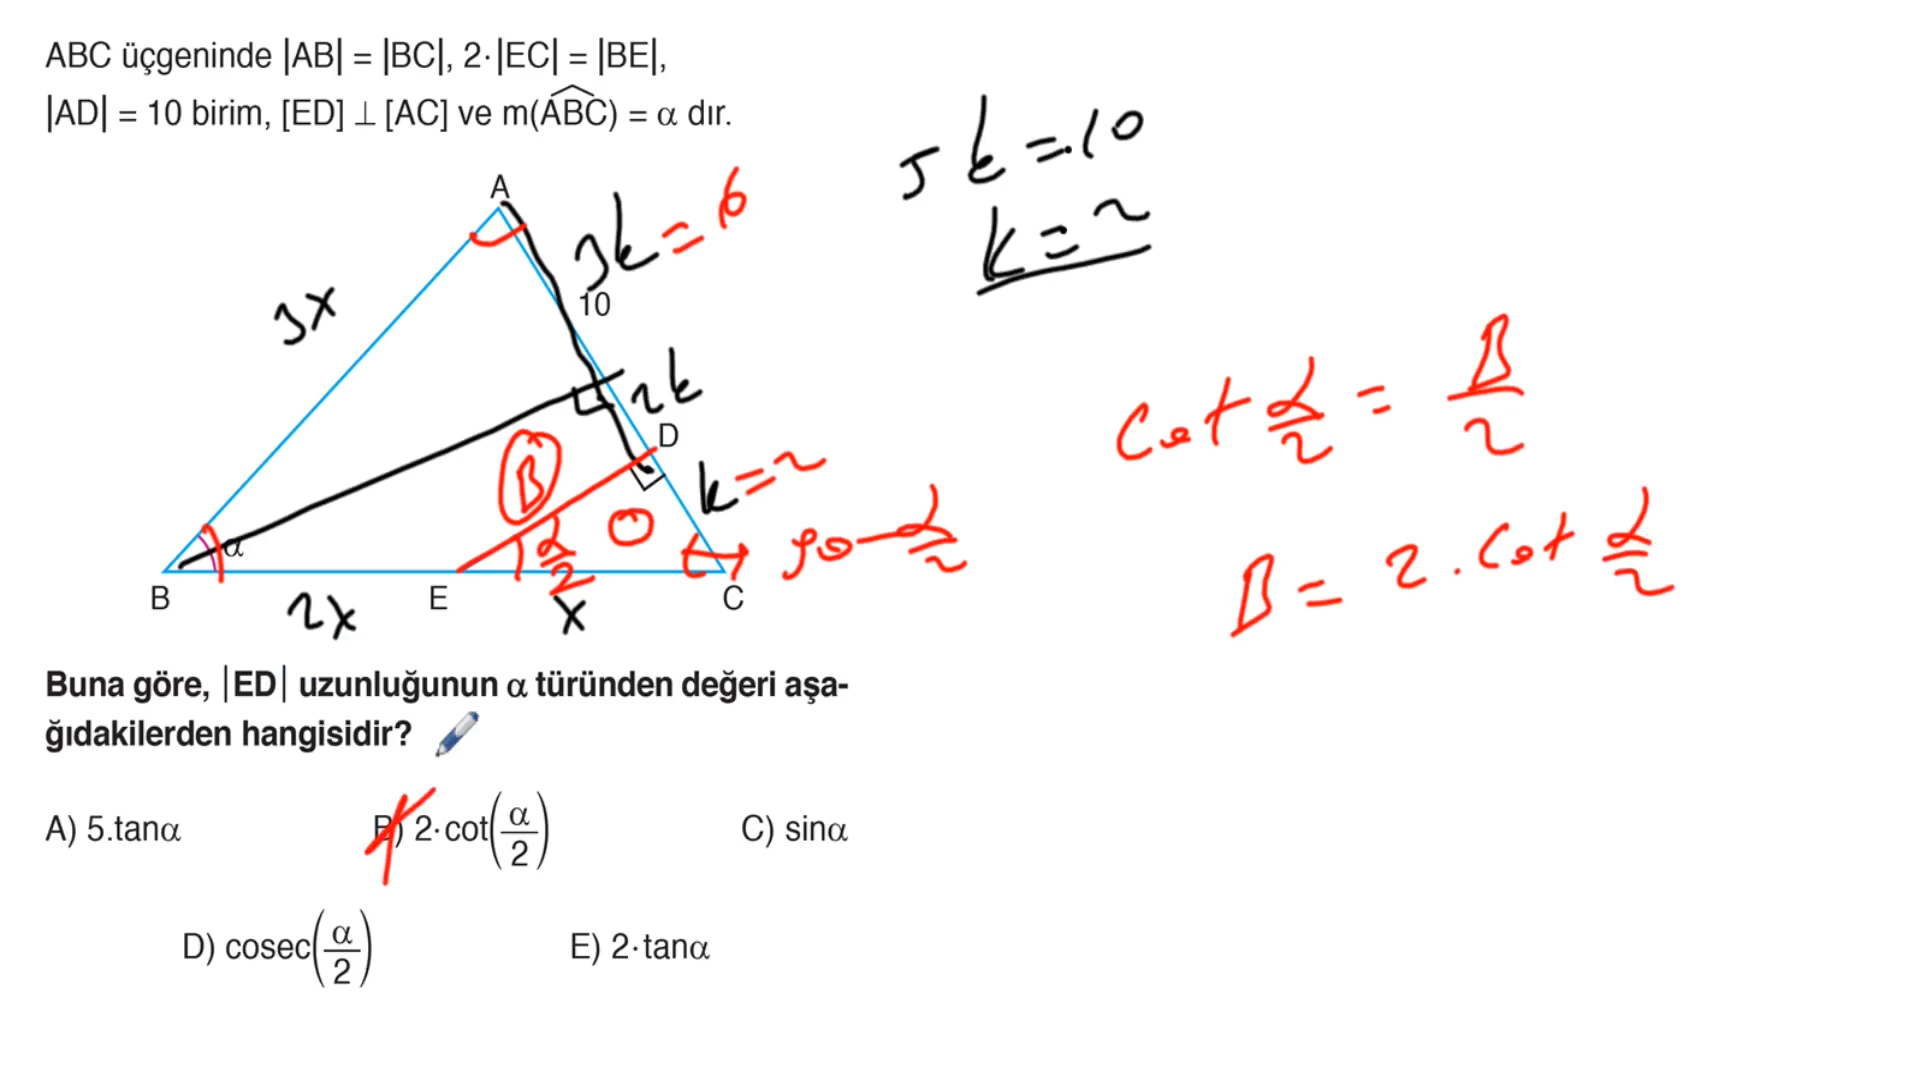 ABC üçgeninde |AB| = |BC|, 2·|EC| = |BE|,
|AD| = 10 birim, [ED] ⊥ [AC] ve m(ABC) = α dır.
5k = 10
k = 2
A
3k = 6
3x
10
2k
D
cot α/2 = B/2
B
k = 2
α
α/2
90 - α/2
B = 2 . cot α/2
B
E
C
2x
x
Buna göre, |ED| uzunluğunun α türünden değeri aşa-
ğıdakilerden hangisidir?
A) 5.tanα
B) 2·cot(α/2)
C) sinα
D) cosec(α/2)
E) 2·tanα